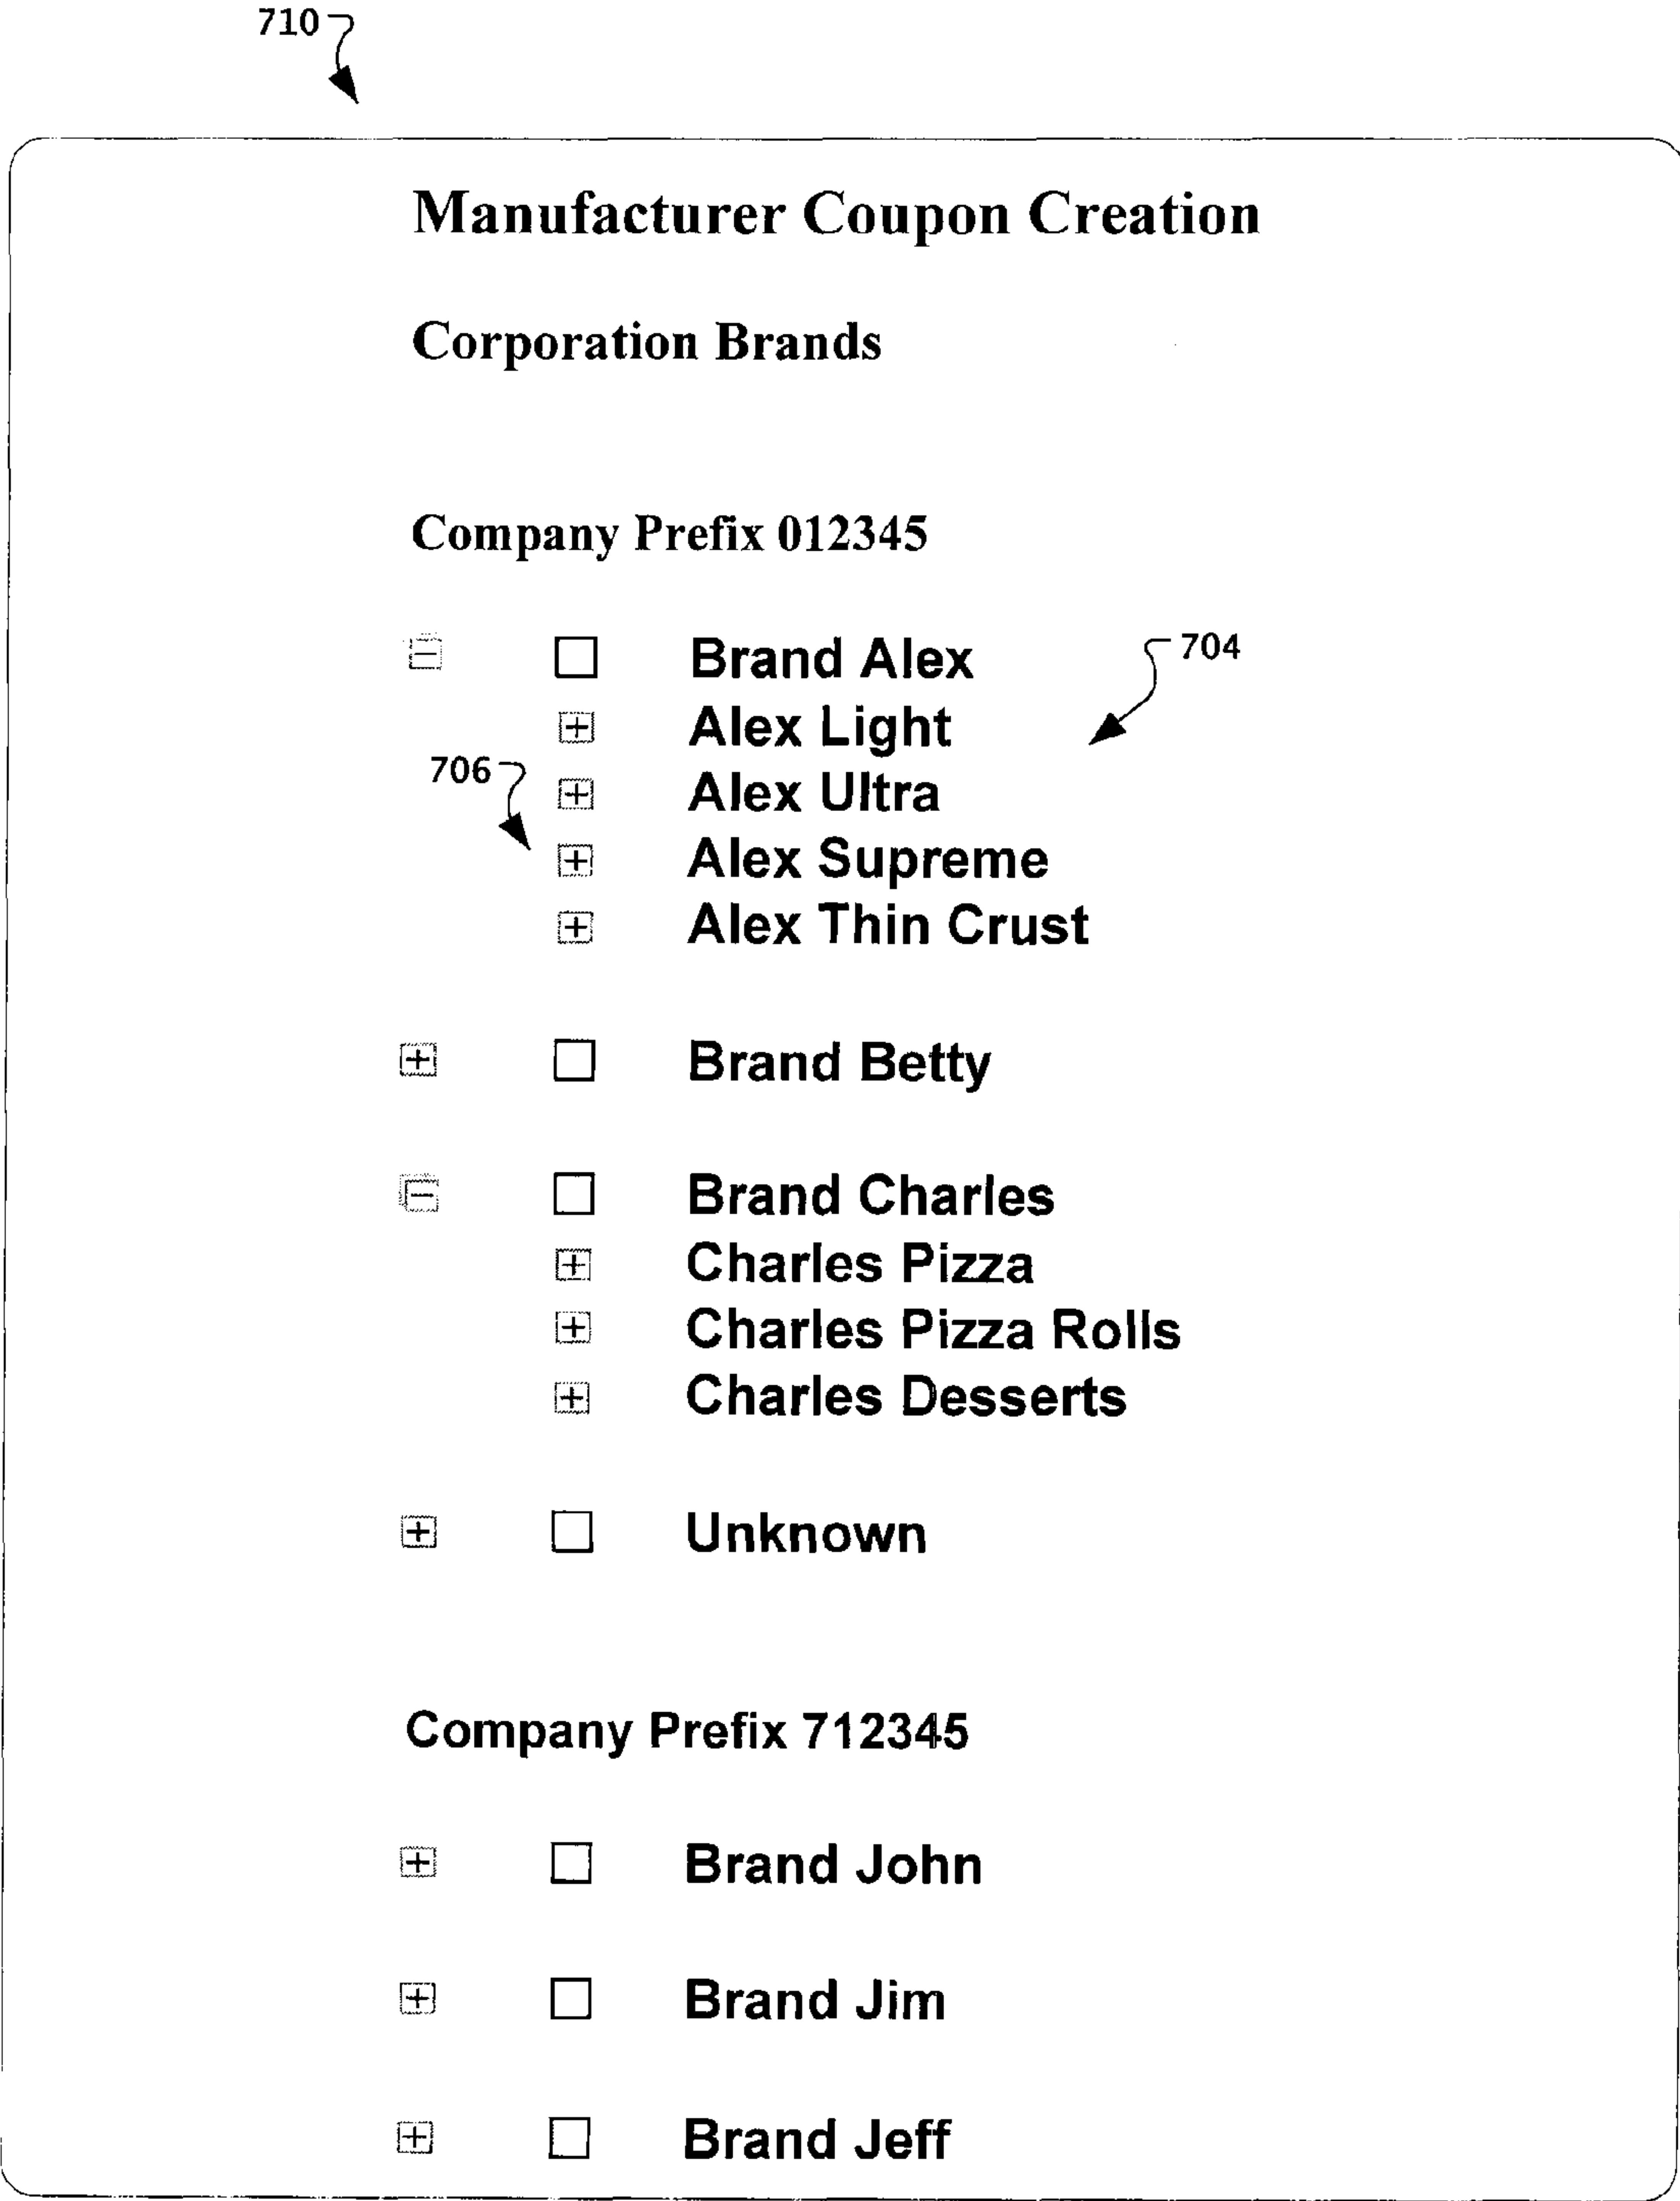 710
Manufacturer Coupon Creation
Corporation Brands
Company Prefix 012345
Brand Alex
704
Alex Light
706
Alex Ultra
Alex Supreme
Alex Thin Crust
Brand Betty
Brand Charles
Charles Pizza
Charles Pizza Rolls
Charles Desserts
Unknown
Company Prefix 712345
Brand John
Brand Jim
Brand Jeff